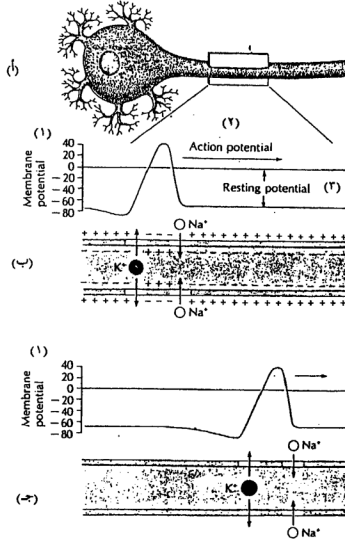 (أ)
(٢)
(١)
Membrane potential
40
20
0
-20
-40
-60
-80
Action potential
Resting potential
(٣)
Na⁺
(ب)
K⁺
Na⁺
(١)
Membrane potential
40
20
0
-20
-40
-60
-80
Na⁺
(ج)
K⁺
Na⁺